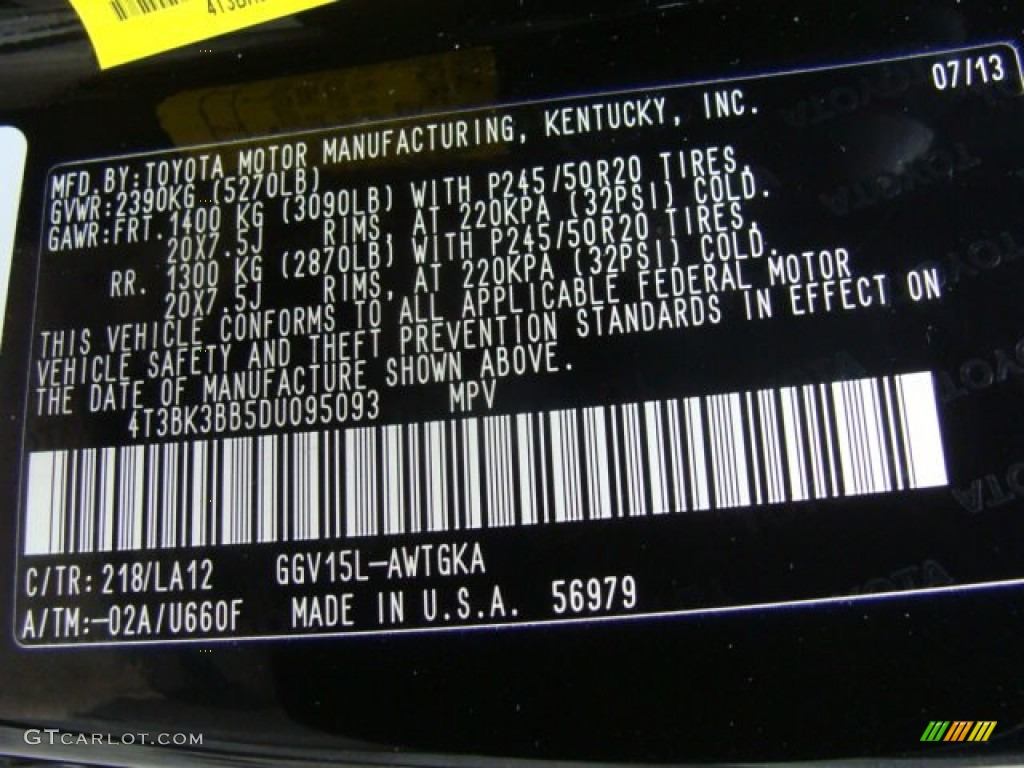 07/13
MFD.BY:TOYOTA MOTOR MANUFACTURING, KENTUCKY, INC.
GVWR:2390KG (5270LB)
GAWR:FRT. 1400 KG (3090LB) WITH P245/50R20 TIRES,
20X7.5J RIMS, AT 220KPA (32PSI) COLD.
RR. 1300 KG (2870LB) WITH P245/50R20 TIRES,
20X7.5J RIMS, AT 220KPA (32PSI) COLD.
THIS VEHICLE CONFORMS TO ALL APPLICABLE FEDERAL MOTOR
VEHICLE SAFETY AND THEFT PREVENTION STANDARDS IN EFFECT ON
THE DATE OF MANUFACTURE SHOWN ABOVE.
4T3BK3BB5DU095093 MPV
C/TR: 218/LA12 GGV15L-AWTGKA
A/TM:-02A/U660F MADE IN U.S.A. 56979
GTCARLOT.COM